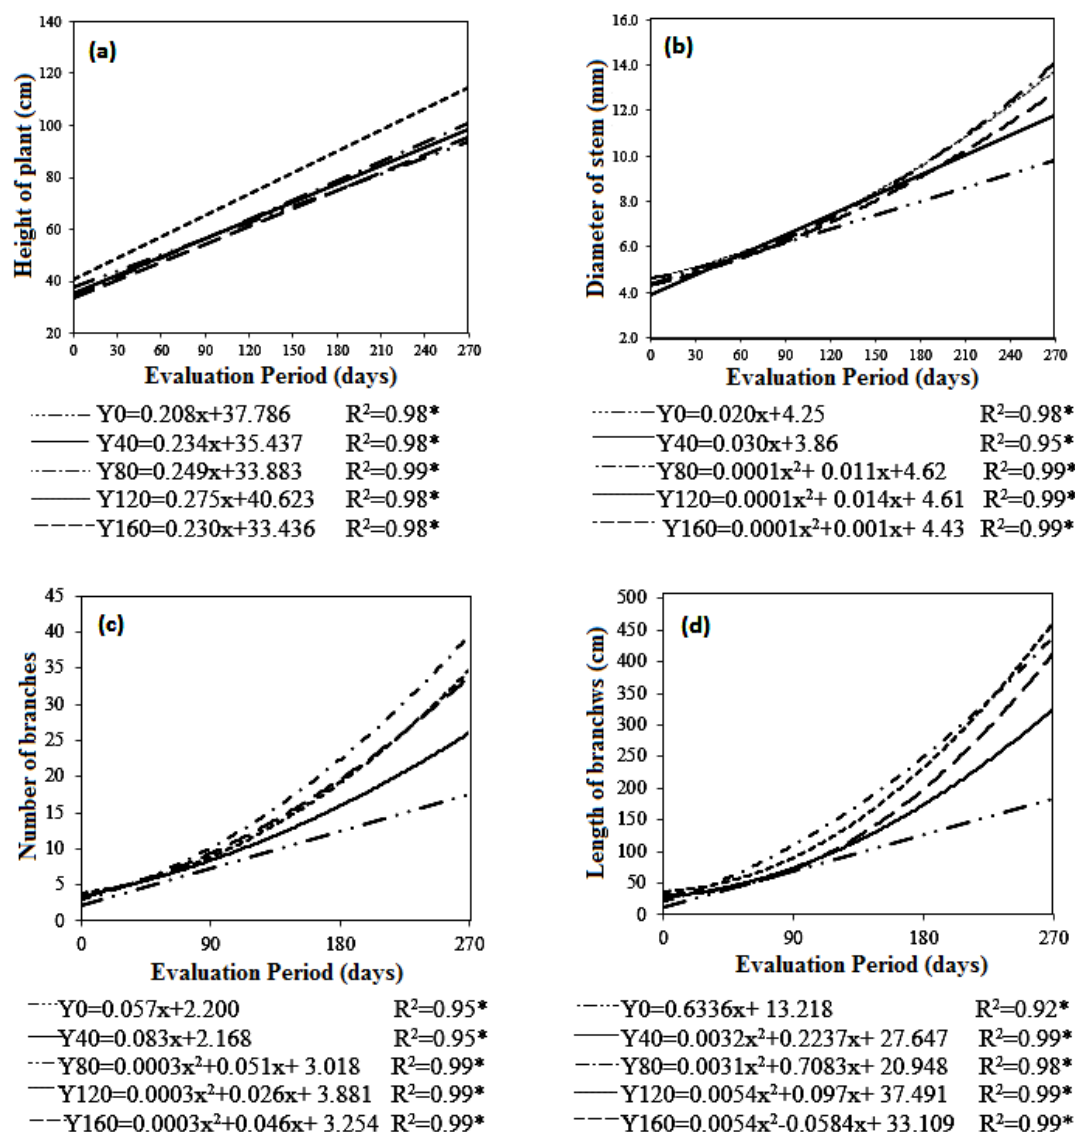 (a)
Height of plant (cm)
140
120
100
80
60
40
20
0 30 60 90 120 150 180 210 240 270
Evaluation Period (days)
Y0=0.208x+37.786 R²=0.98*
Y40=0.234x+35.437 R²=0.98*
Y80=0.249x+33.883 R²=0.99*
Y120=0.275x+40.623 R²=0.98*
Y160=0.230x+33.436 R²=0.98*
(b)
Diameter of stem (mm)
16.0
14.0
12.0
10.0
8.0
6.0
4.0
2.0
0 30 60 90 120 150 180 210 240 270
Evaluation Period (days)
Y0=0.020x+4.25 R²=0.98*
Y40=0.030x+3.86 R²=0.95*
Y80=0.0001x²+ 0.011x+4.62 R²=0.99*
Y120=0.0001x²+ 0.014x+ 4.61 R²=0.99*
Y160=0.0001x²+0.001x+ 4.43 R²=0.99*
(c)
Number of branches
45
40
35
30
25
20
15
10
5
0
0 90 180 270
Evaluation Period (days)
Y0=0.057x+2.200 R²=0.95*
Y40=0.083x+2.168 R²=0.95*
Y80=0.0003x²+0.051x+ 3.018 R²=0.99*
Y120=0.0003x²+0.026x+ 3.881 R²=0.99*
Y160=0.0003x²+0.046x+ 3.254 R²=0.99*
(d)
Length of branchws (cm)
500
450
400
350
300
250
200
150
100
50
0
0 90 180 270
Evaluation Period (days)
Y0=0.6336x+ 13.218 R²=0.92*
Y40=0.0032x²+0.2237x+ 27.647 R²=0.99*
Y80=0.0031x²+0.7083x+ 20.948 R²=0.98*
Y120=0.0054x²+0.097x+ 37.491 R²=0.99*
Y160=0.0054x²-0.0584x+ 33.109 R²=0.99*